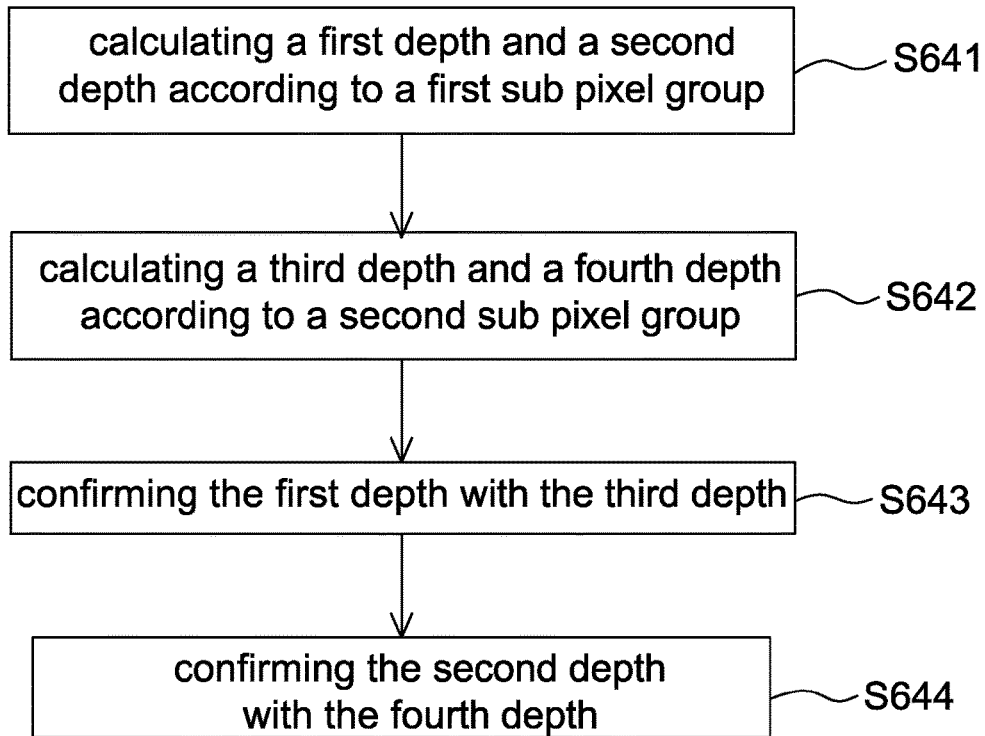 calculating a first depth and a second
depth according to a first sub pixel group
S641
calculating a third depth and a fourth depth
according to a second sub pixel group
S642
confirming the first depth with the third depth
S643
confirming the second depth
with the fourth depth
S644